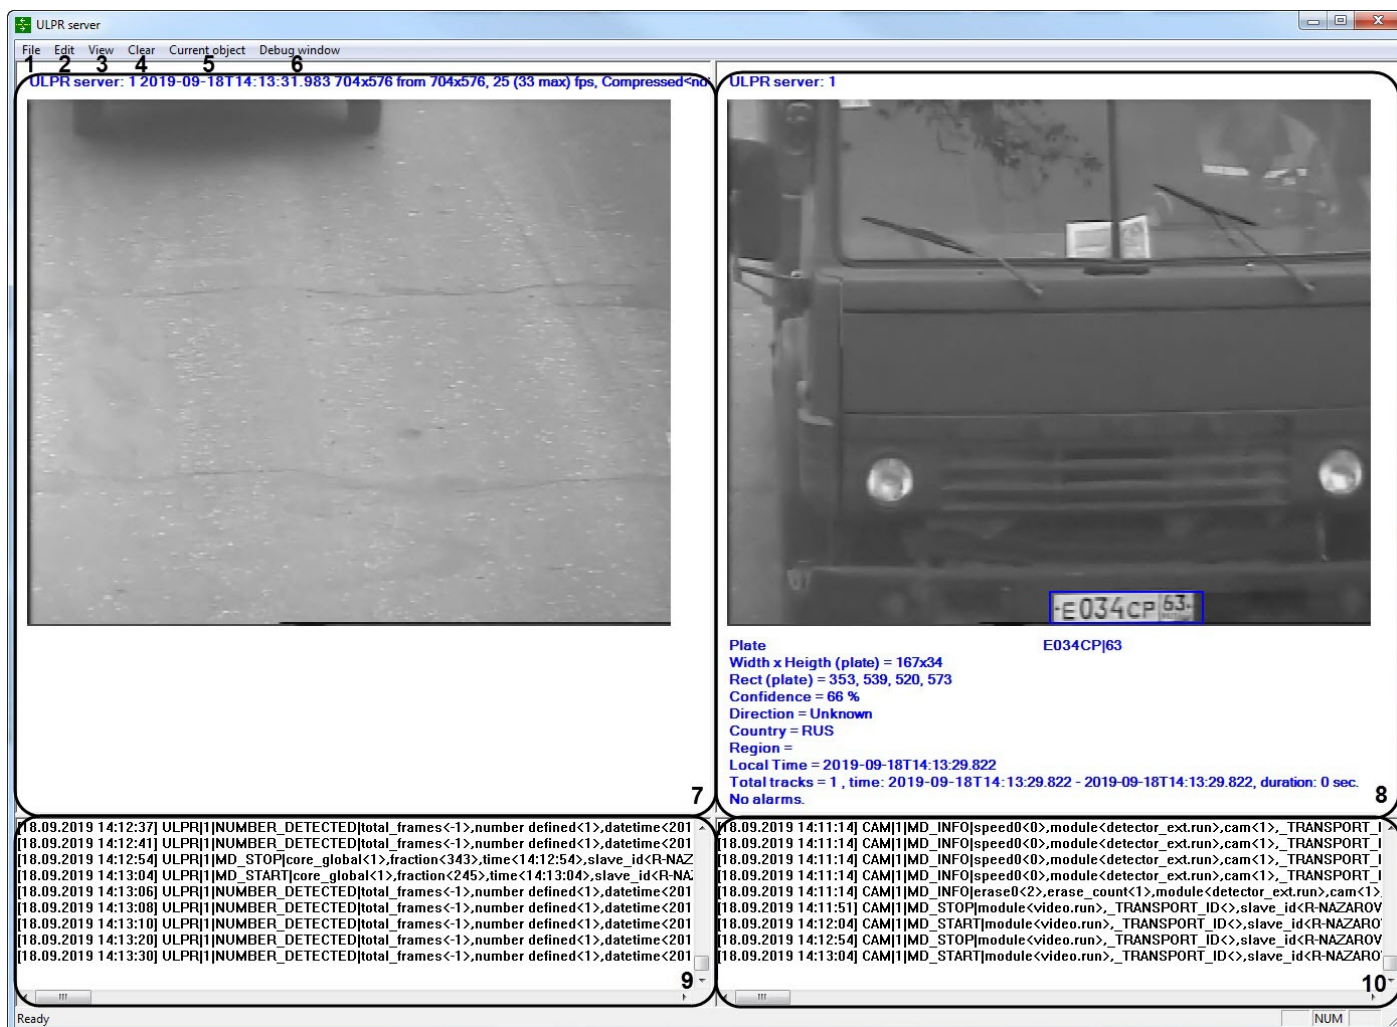 ULPR server
File Edit View Clear Current object Debug window
1 2 3 4 5 6
ULPR server: 1 2019-09-18T14:13:31.983 704x576 from 704x576, 25 (33 max) fps, Compressed<no
7
ULPR server: 1
E034CP 63
Plate E034CP|63
Width x Heigth (plate) = 167x34
Rect (plate) = 353, 539, 520, 573
Confidence = 66 %
Direction = Unknown
Country = RUS
Region =
Local Time = 2019-09-18T14:13:29.822
Total tracks = 1 , time: 2019-09-18T14:13:29.822 - 2019-09-18T14:13:29.822, duration: 0 sec.
No alarms.
8
[18.09.2019 14:12:37] ULPR|1|NUMBER_DETECTED|total_frames<-1>,number defined<1>,datetime<201
[18.09.2019 14:12:41] ULPR|1|NUMBER_DETECTED|total_frames<-1>,number defined<1>,datetime<201
[18.09.2019 14:12:54] ULPR|1|MD_STOP|core_global<1>,fraction<343>,time<14:12:54>,slave_id<R-NAZ
[18.09.2019 14:13:04] ULPR|1|MD_START|core_global<1>,fraction<245>,time<14:13:04>,slave_id<R-NA
[18.09.2019 14:13:06] ULPR|1|NUMBER_DETECTED|total_frames<-1>,number defined<1>,datetime<201
[18.09.2019 14:13:08] ULPR|1|NUMBER_DETECTED|total_frames<-1>,number defined<1>,datetime<201
[18.09.2019 14:13:10] ULPR|1|NUMBER_DETECTED|total_frames<-1>,number defined<1>,datetime<201
[18.09.2019 14:13:20] ULPR|1|NUMBER_DETECTED|total_frames<-1>,number defined<1>,datetime<201
[18.09.2019 14:13:30] ULPR|1|NUMBER_DETECTED|total_frames<-1>,number defined<1>,datetime<201
9
[18.09.2019 14:11:14] CAM|1|MD_INFO|speed0<0>,module<detector_ext.run>,cam<1>,_TRANSPORT_I
[18.09.2019 14:11:14] CAM|1|MD_INFO|speed0<0>,module<detector_ext.run>,cam<1>,_TRANSPORT_I
[18.09.2019 14:11:14] CAM|1|MD_INFO|speed0<0>,module<detector_ext.run>,cam<1>,_TRANSPORT_I
[18.09.2019 14:11:14] CAM|1|MD_INFO|speed0<0>,module<detector_ext.run>,cam<1>,_TRANSPORT_I
[18.09.2019 14:11:14] CAM|1|MD_INFO|erase0<2>,erase_count<1>,module<detector_ext.run>,cam<1>,
[18.09.2019 14:11:51] CAM|1|MD_STOP|module<video.run>,_TRANSPORT_ID<>,slave_id<R-NAZAROV
[18.09.2019 14:12:04] CAM|1|MD_START|module<video.run>,_TRANSPORT_ID<>,slave_id<R-NAZARO
[18.09.2019 14:12:54] CAM|1|MD_STOP|module<video.run>,_TRANSPORT_ID<>,slave_id<R-NAZAROV
[18.09.2019 14:13:04] CAM|1|MD_START|module<video.run>,_TRANSPORT_ID<>,slave_id<R-NAZARO
10
Ready NUM